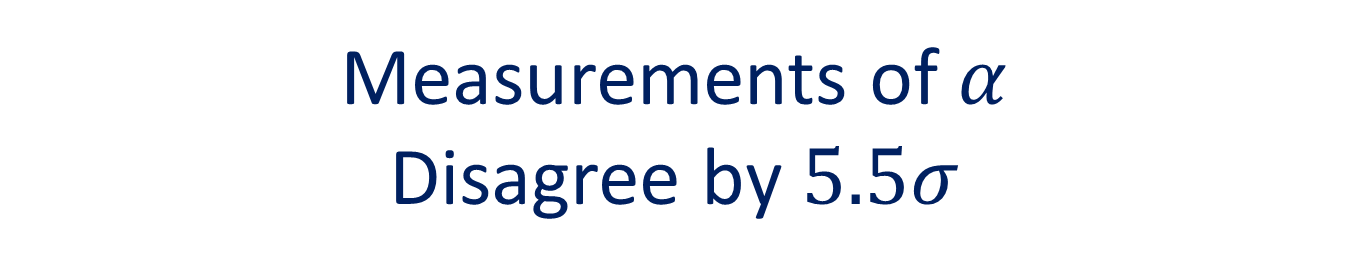 Measurements of α
Disagree by 5.5σ